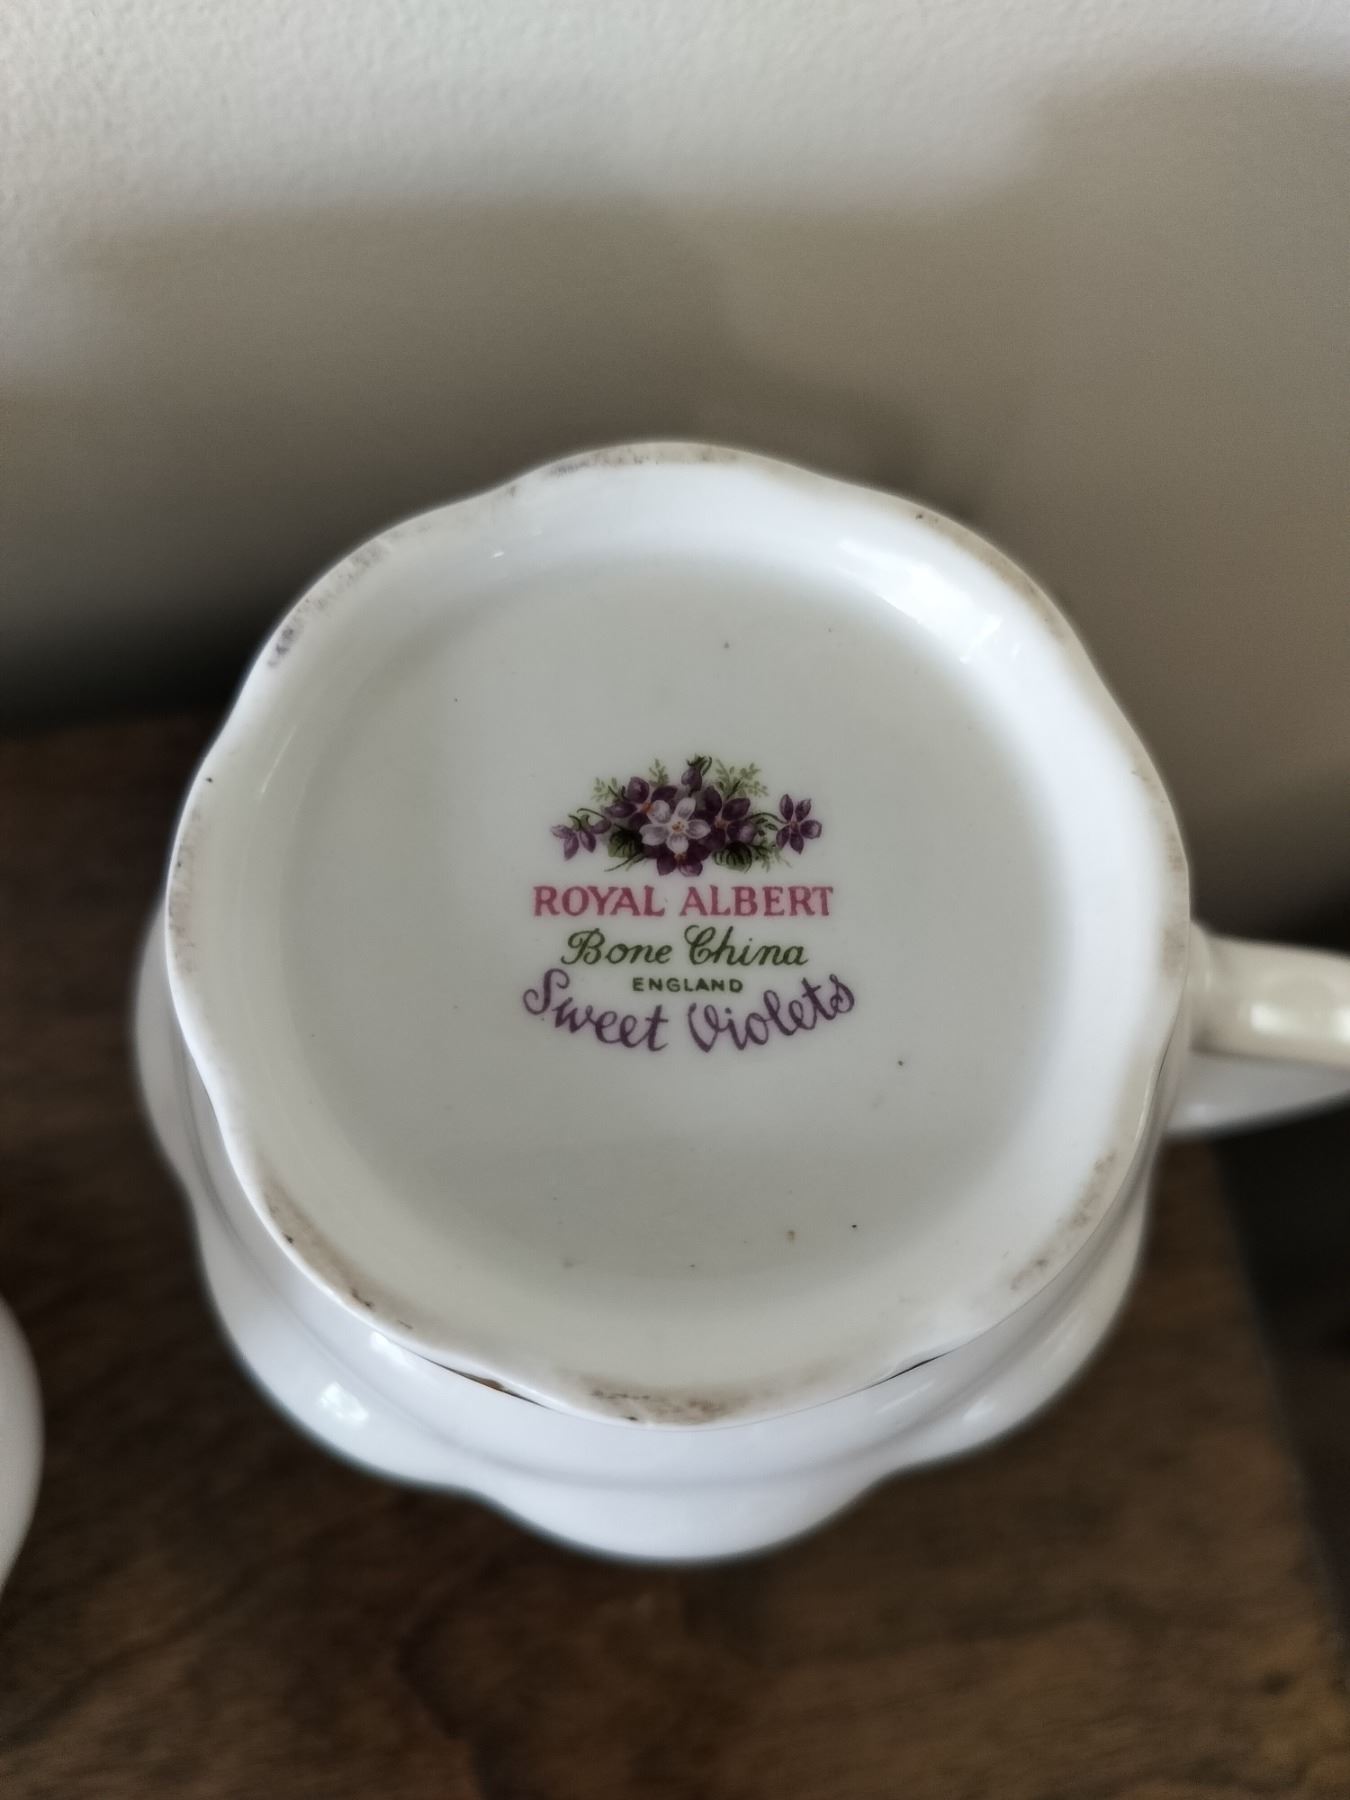 ROYAL ALBERT
Bone China
ENGLAND
Sweet Violets